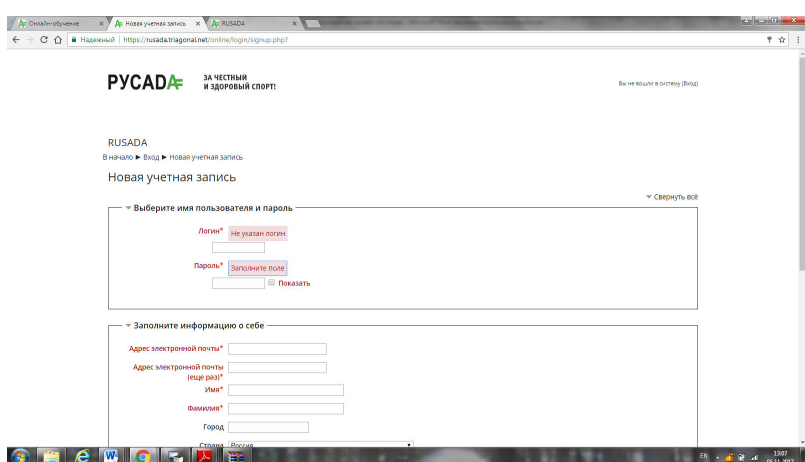 Онлайн-обучение
Новая учетная запись
RUSADA
Надежный | https://rusada.triagonal.net/online/login/signup.php?
РУСАДА
ЗА ЧЕСТНЫЙ
И ЗДОРОВЫЙ СПОРТ!
Вы не вошли в систему (Вход)
RUSADA
В начало ► Вход ► Новая учетная запись
Новая учетная запись
Свернуть всё
Выберите имя пользователя и пароль
Логин* Не указан логин
Пароль* Заполните поле
Показать
Заполните информацию о себе
Адрес электронной почты*
Адрес электронной почты
(еще раз)*
Имя*
Фамилия*
Город
Страна Россия
EN 13:07
05.11.2017